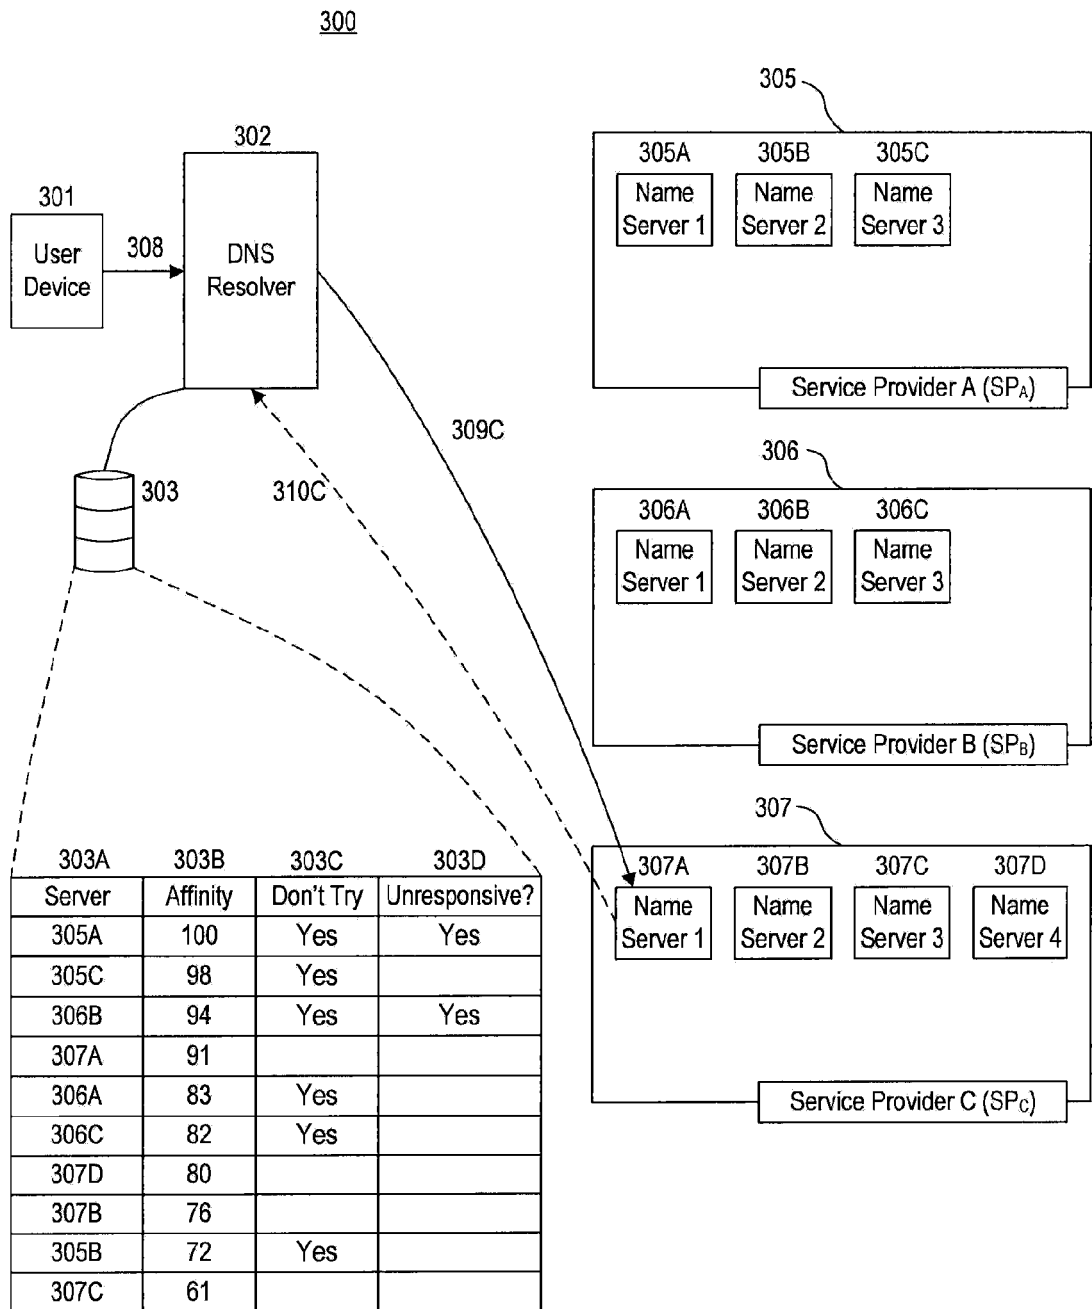 300
305
302
305A 305B 305C
Name Server 1
Name Server 2
Name Server 3
301
User Device
308
DNS Resolver
Service Provider A (SPA)
309C
306
303
310C
306A 306B 306C
Name Server 1
Name Server 2
Name Server 3
Service Provider B (SPB)
307
307A 307B 307C 307D
Name Server 1
Name Server 2
Name Server 3
Name Server 4
Service Provider C (SPC)
303A 303B 303C 303D
Server Affinity Don't Try Unresponsive?
305A 100 Yes Yes
305C 98 Yes
306B 94 Yes Yes
307A 91
306A 83 Yes
306C 82 Yes
307D 80
307B 76
305B 72 Yes
307C 61